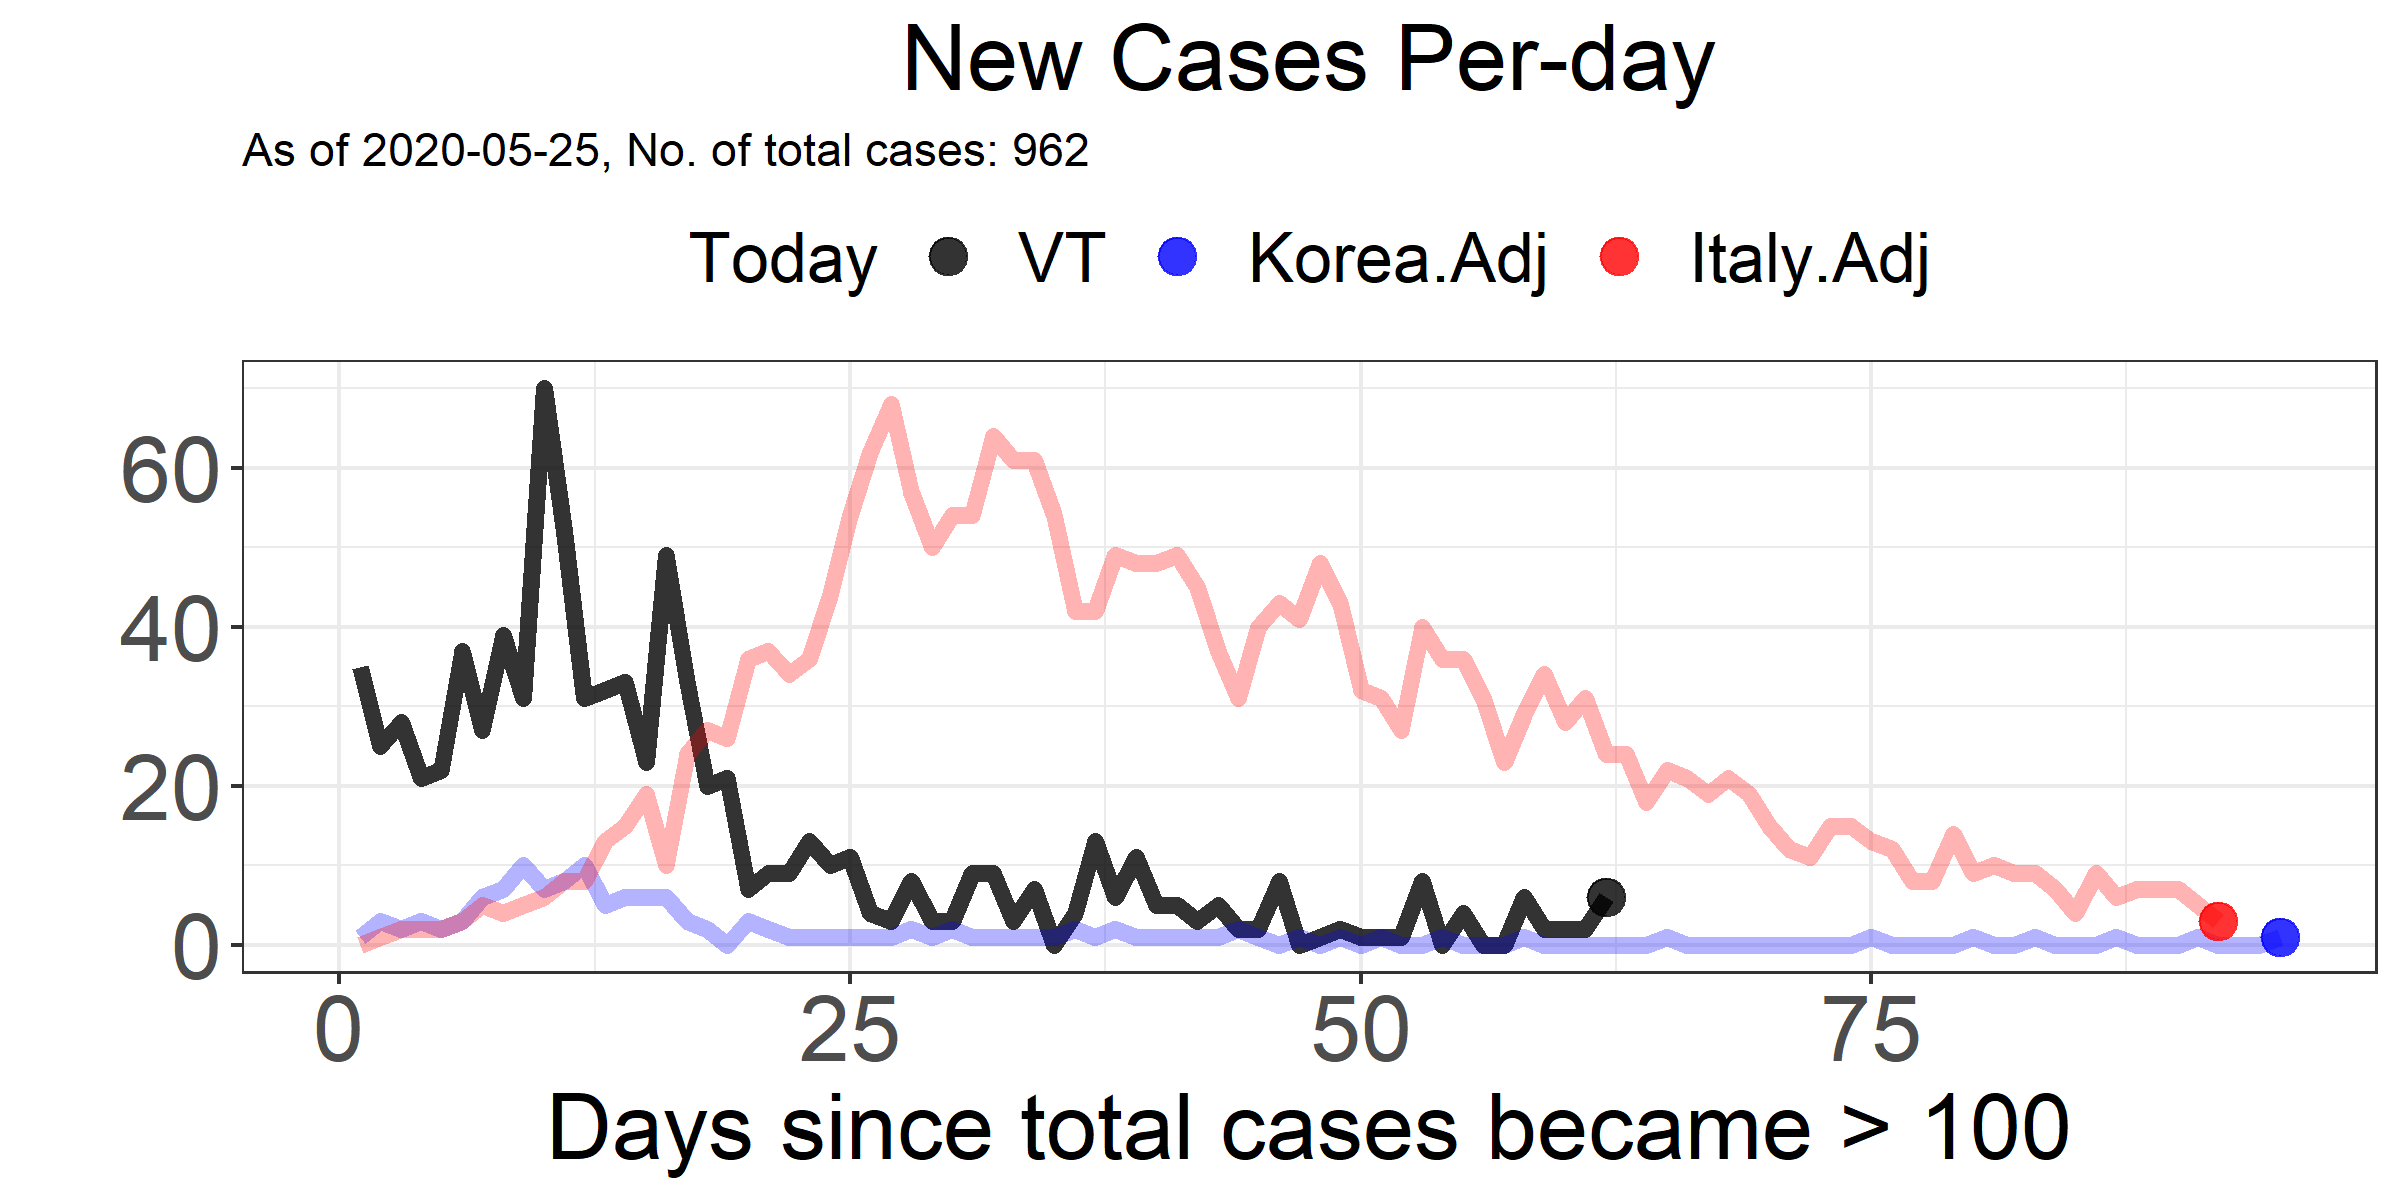 New Cases Per-day
As of 2020-05-25, No. of total cases: 962
Today VT Korea.Adj Italy.Adj
60
40
20
0
0 25 50 75
Days since total cases became > 100